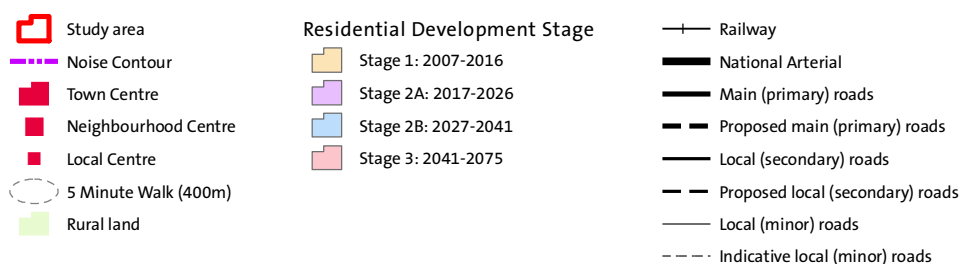 Study area
Noise Contour
Town Centre
Neighbourhood Centre
Local Centre
5 Minute Walk (400m)
Rural land
Residential Development Stage
Stage 1: 2007-2016
Stage 2A: 2017-2026
Stage 2B: 2027-2041
Stage 3: 2041-2075
Railway
National Arterial
Main (primary) roads
Proposed main (primary) roads
Local (secondary) roads
Proposed local (secondary) roads
Local (minor) roads
Indicative local (minor) roads